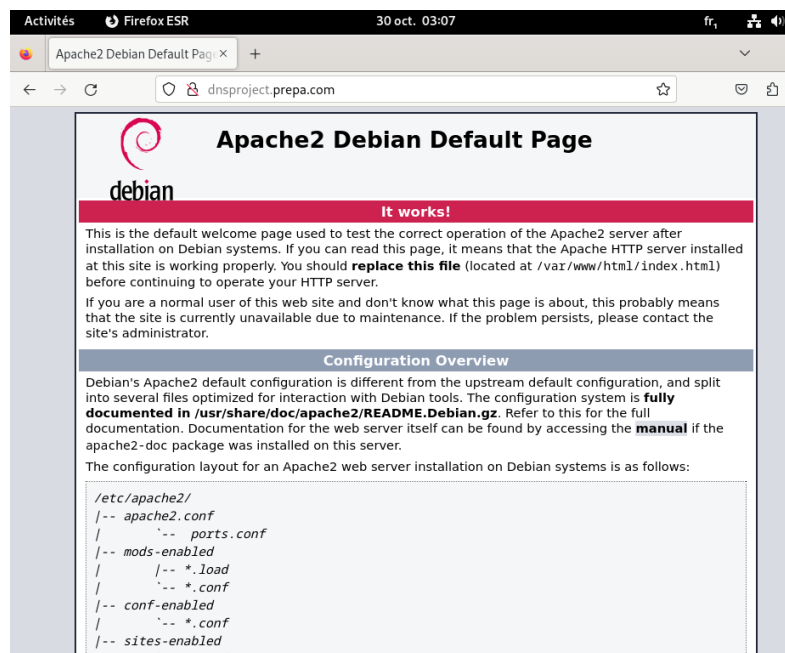 Activités Firefox ESR 30 oct. 03:07 fr₁
Apache2 Debian Default Pag × +
dnsproject.prepa.com
debian
Apache2 Debian Default Page
It works!
This is the default welcome page used to test the correct operation of the Apache2 server after
installation on Debian systems. If you can read this page, it means that the Apache HTTP server installed
at this site is working properly. You should replace this file (located at /var/www/html/index.html)
before continuing to operate your HTTP server.
If you are a normal user of this web site and don't know what this page is about, this probably means
that the site is currently unavailable due to maintenance. If the problem persists, please contact the
site's administrator.
Configuration Overview
Debian's Apache2 default configuration is different from the upstream default configuration, and split
into several files optimized for interaction with Debian tools. The configuration system is fully
documented in /usr/share/doc/apache2/README.Debian.gz. Refer to this for the full
documentation. Documentation for the web server itself can be found by accessing the manual if the
apache2-doc package was installed on this server.
The configuration layout for an Apache2 web server installation on Debian systems is as follows:
/etc/apache2/
|-- apache2.conf
|       `--  ports.conf
|-- mods-enabled
|       |-- *.load
|       `-- *.conf
|-- conf-enabled
|       `-- *.conf
|-- sites-enabled